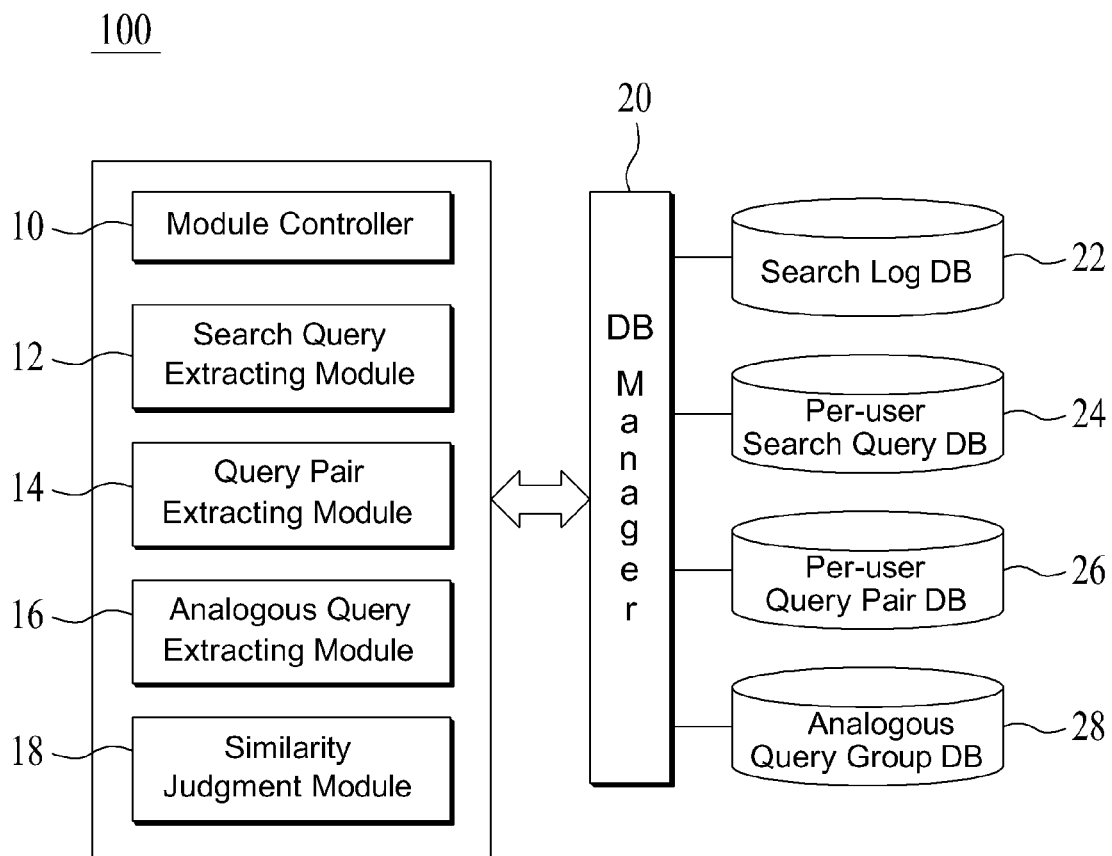 100
10
Module Controller
12
Search Query
Extracting Module
14
Query Pair
Extracting Module
16
Analogous Query
Extracting Module
18
Similarity
Judgment Module
20
DB
Manager
Search Log DB
22
Per-user
Search Query DB
24
Per-user
Query Pair DB
26
Analogous
Query Group DB
28